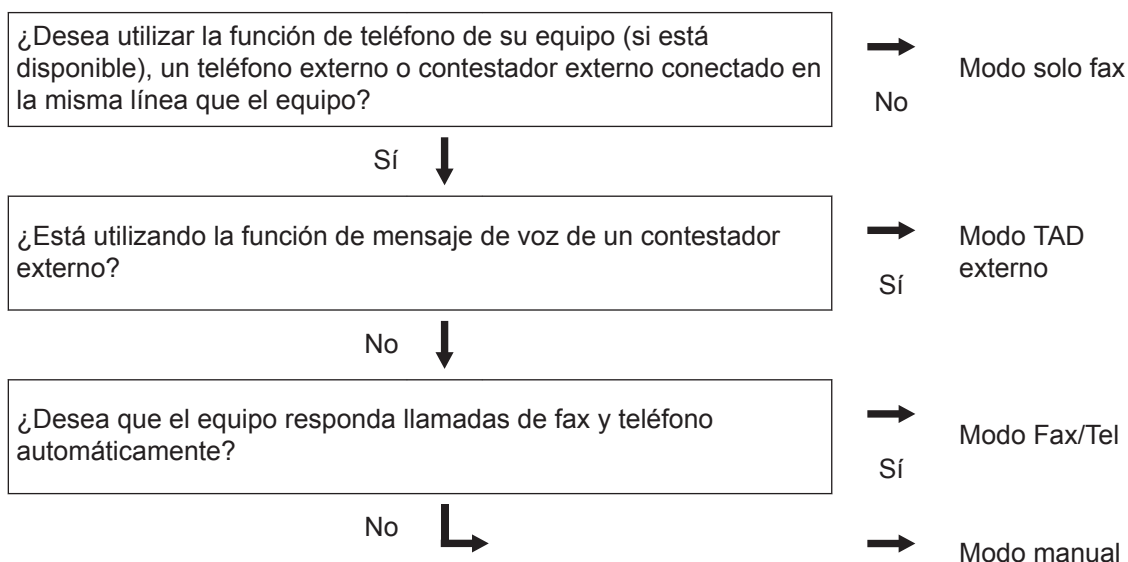 ¿Desea utilizar la función de teléfono de su equipo (si está
disponible), un teléfono externo o contestador externo conectado en
la misma línea que el equipo?
No
Modo solo fax
Sí
¿Está utilizando la función de mensaje de voz de un contestador
externo?
Sí
Modo TAD
externo
No
¿Desea que el equipo responda llamadas de fax y teléfono
automáticamente?
Sí
Modo Fax/Tel
No
Modo manual